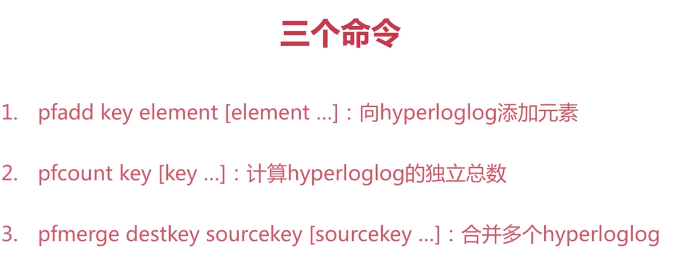 三个命令
1. pfadd key element [element ...]：向hyperloglog添加元素
2. pfcount key [key ...]：计算hyperloglog的独立总数
3. pfmerge destkey sourcekey [sourcekey ...]：合并多个hyperloglog